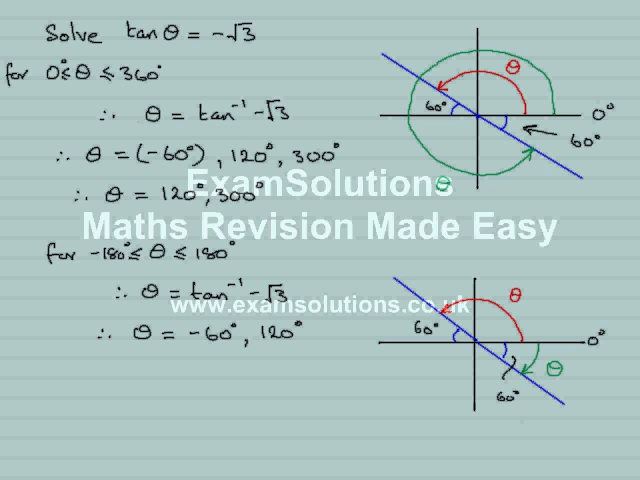 Solve tan θ = -√3
for 0° ≤ θ ≤ 360°
∴ θ = tan⁻¹ -√3
∴ θ = (-60°), 120°, 300°
∴ θ = 120°, 300°
ExamSolutions
Maths Revision Made Easy
for -180° ≤ θ ≤ 180°
∴ θ = tan⁻¹ -√3
www.examsolutions.co.uk
∴ θ = -60°, 120°
θ
60°
0°
60°
θ
θ
60°
0°
θ
60°